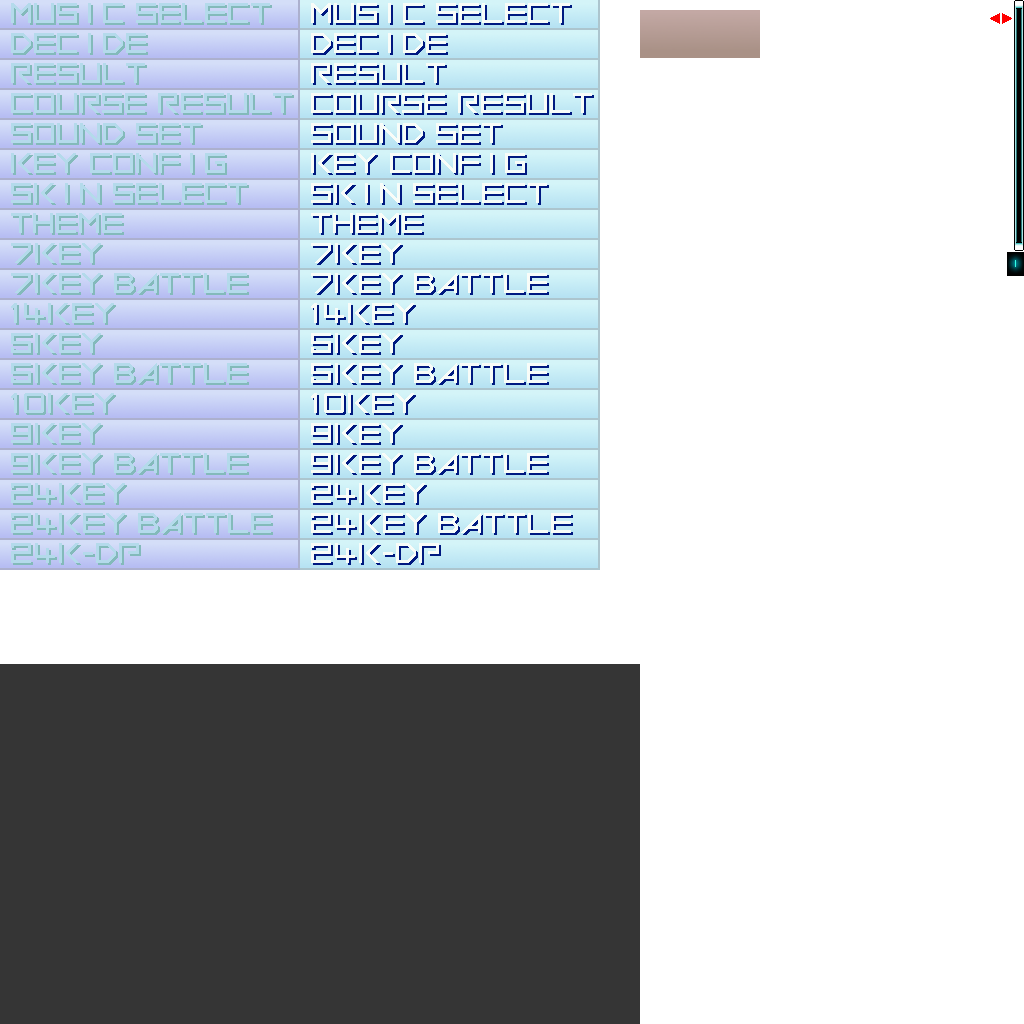 MUSIC SELECT MUSIC SELECT
DECIDE DECIDE
RESULT RESULT
COURSE RESULT COURSE RESULT
SOUND SET SOUND SET
KEY CONFIG KEY CONFIG
SKIN SELECT SKIN SELECT
THEME THEME
7KEY 7KEY
7KEY BATTLE 7KEY BATTLE
14KEY 14KEY
5KEY 5KEY
5KEY BATTLE 5KEY BATTLE
10KEY 10KEY
9KEY 9KEY
9KEY BATTLE 9KEY BATTLE
24KEY 24KEY
24KEY BATTLE 24KEY BATTLE
24K-DP 24K-DP